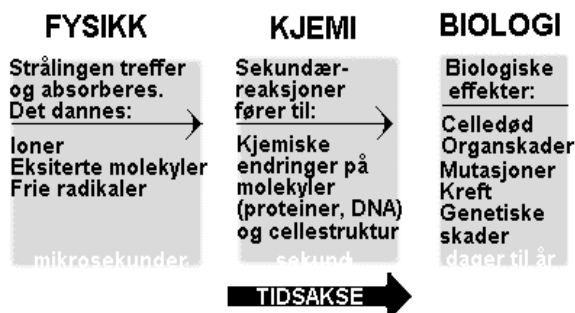 FYSIKK
Strålingen treffer
og absorberes.
Det dannes:
Ioner
Eksiterte molekyler
Frie radikaler
mikrosekunder
KJEMI
Sekundær-
reaksjoner
fører til:
Kjemiske
endringer på
molekyler
(proteiner, DNA)
og cellestruktur
sekund
BIOLOGI
Biologiske
effekter:
Celledød
Organskader
Mutasjoner
Kreft
Genetiske
skader
dager til år
TIDSAKSE